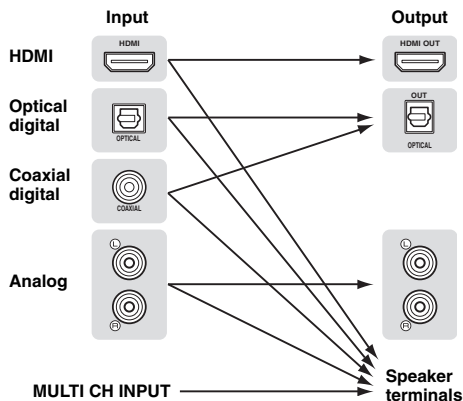 Input Output
HDMI
HDMI
HDMI OUT
Optical
digital
OPTICAL
OUT
OPTICAL
Coaxial
digital
COAXIAL
Analog
L
R
L
R
MULTI CH INPUT
Speaker
terminals